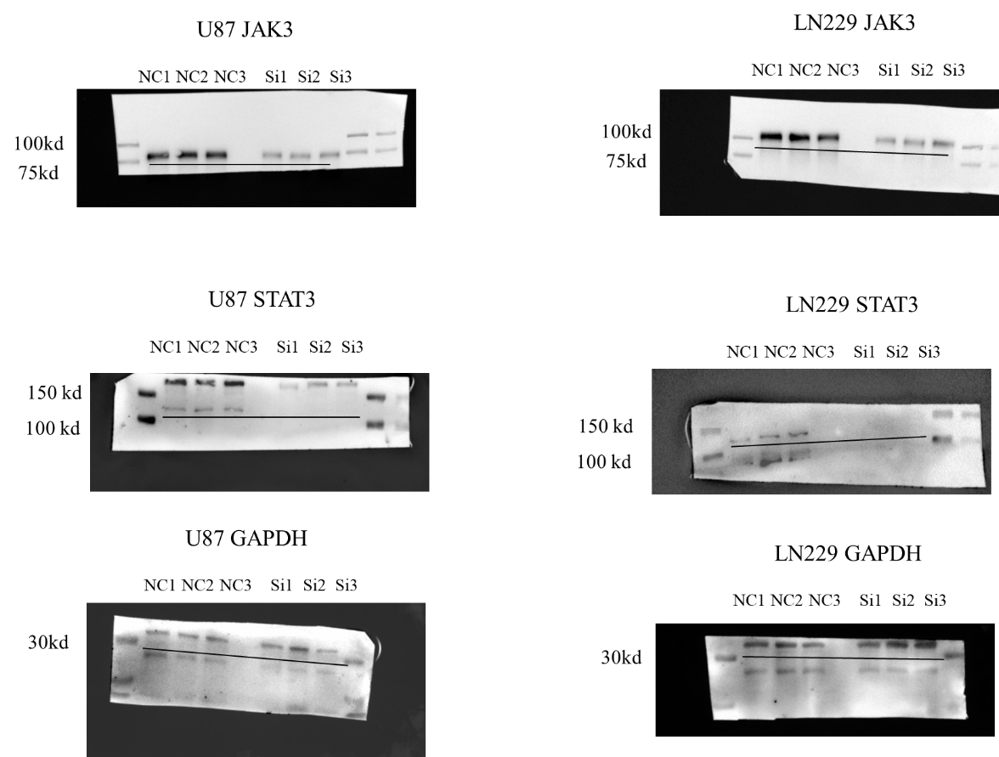 U87 JAK3
NC1 NC2 NC3 Si1 Si2 Si3
100kd
75kd
LN229 JAK3
NC1 NC2 NC3 Si1 Si2 Si3
100kd
75kd
U87 STAT3
NC1 NC2 NC3 Si1 Si2 Si3
150 kd
100 kd
LN229 STAT3
NC1 NC2 NC3 Si1 Si2 Si3
150 kd
100 kd
U87 GAPDH
NC1 NC2 NC3 Si1 Si2 Si3
30kd
LN229 GAPDH
NC1 NC2 NC3 Si1 Si2 Si3
30kd